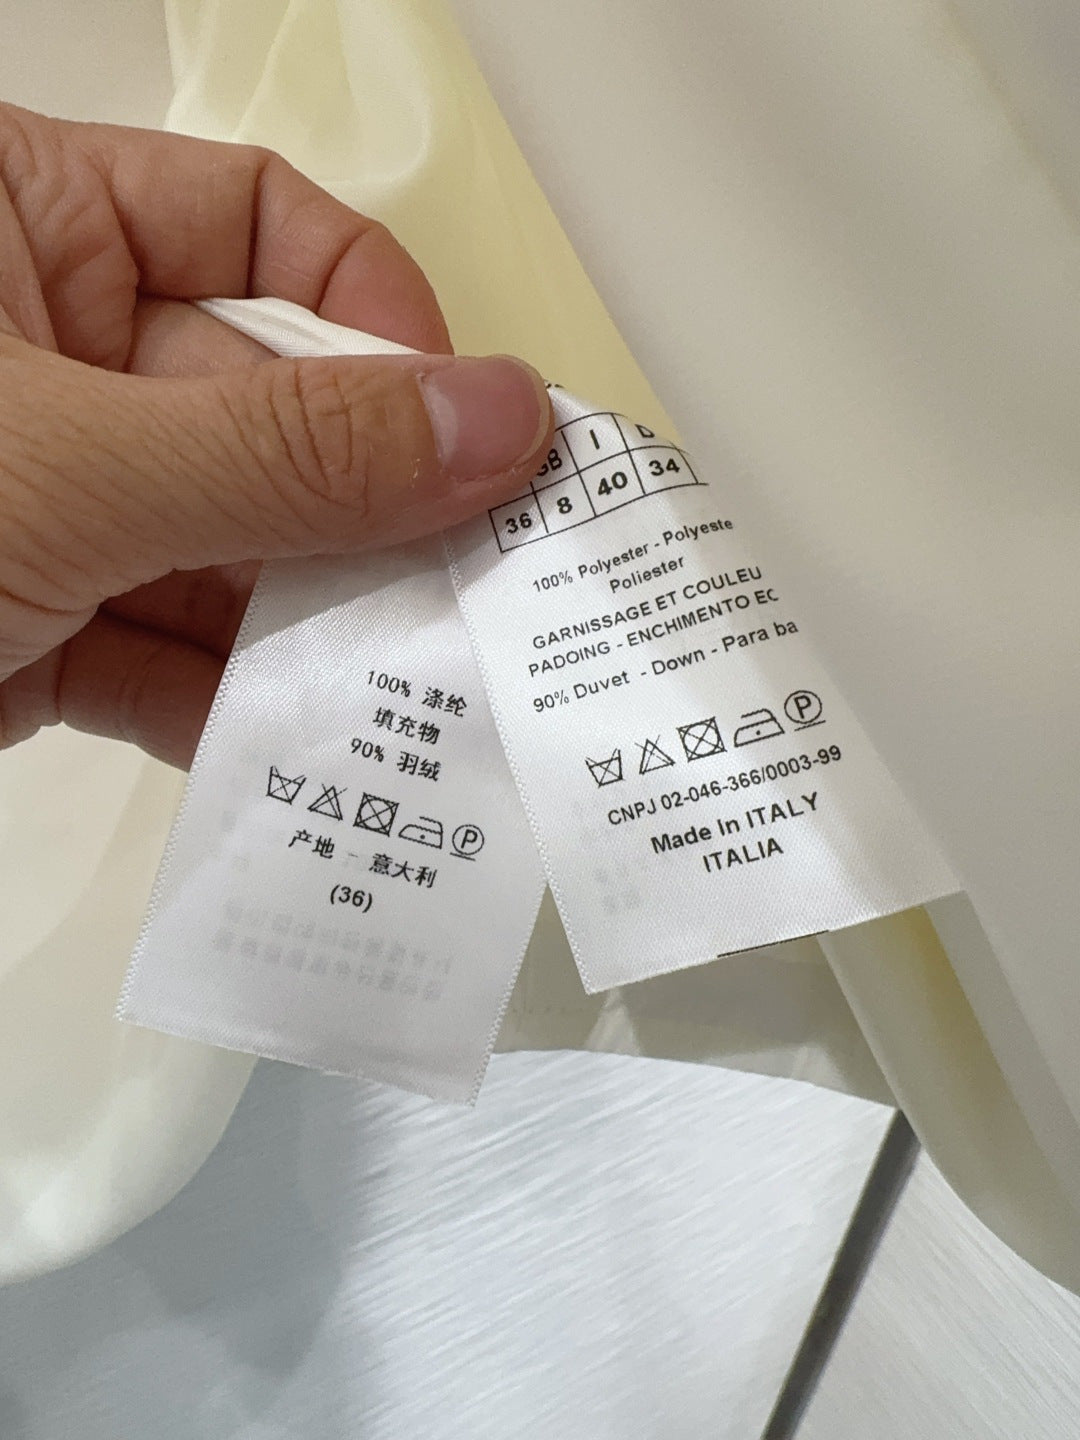 GB I D
36 8 40 34
100% Polyester - Polyeste
Poliester
GARNISSAGE ET COULEU
PADOING - ENCHIMENTO EC
90% Duvet - Down - Para ba
P
CNPJ 02-046-366/0003-99
Made In ITALY
ITALIA
100% 涤纶
填充物
90% 羽绒
P
产地 - 意大利
(36)